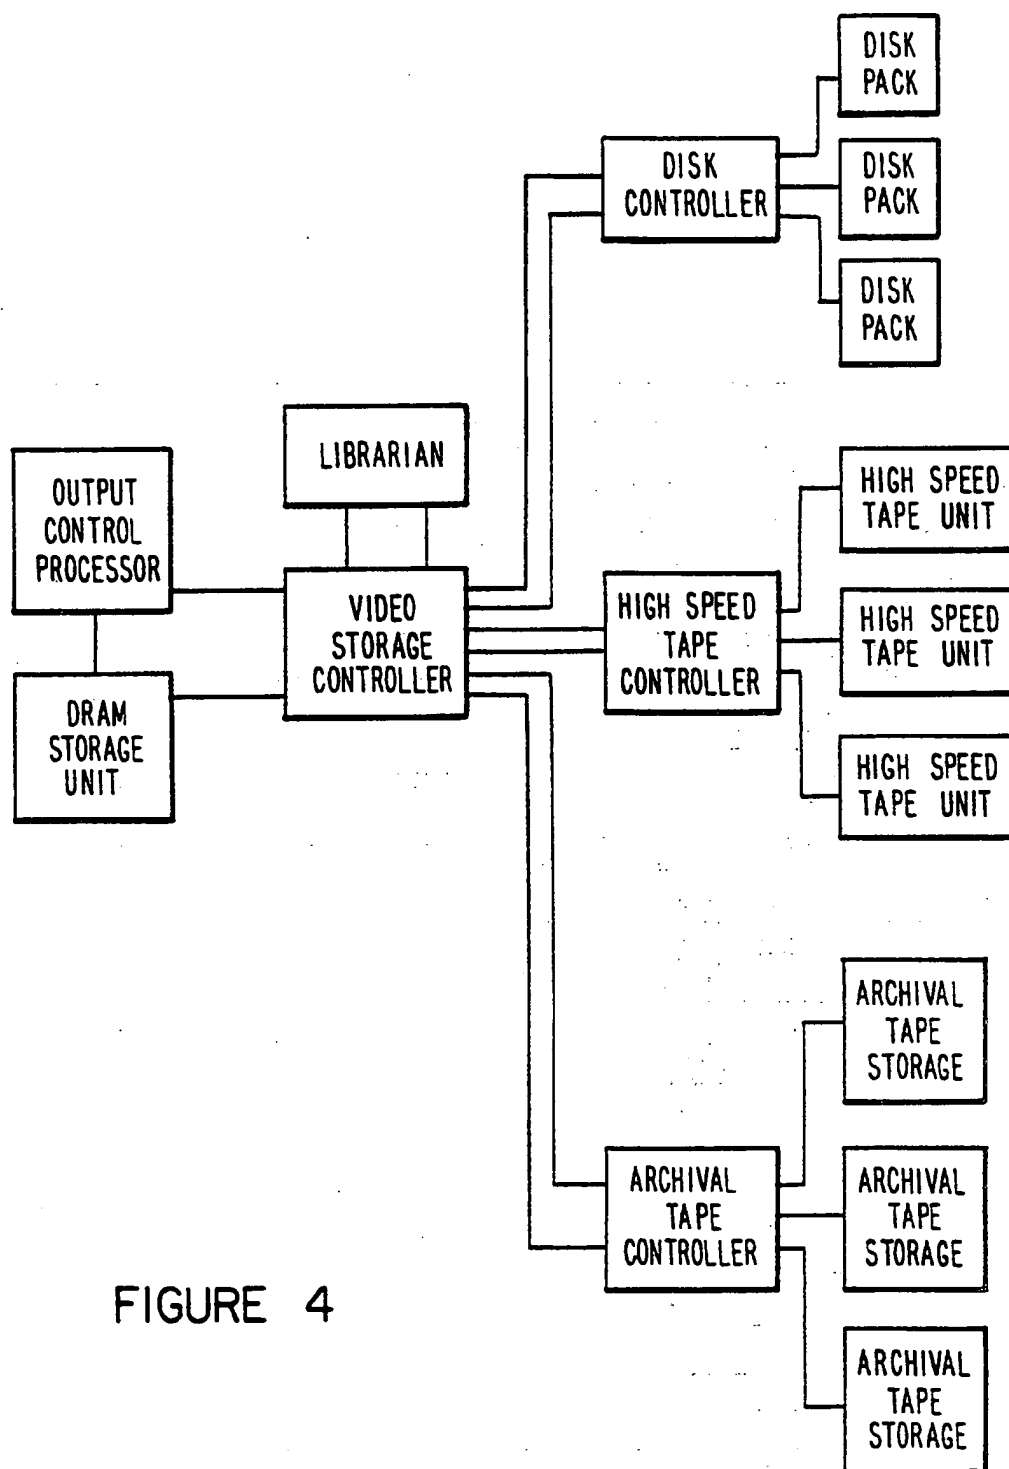 DISK
PACK
DISK
CONTROLLER
DISK
PACK
DISK
PACK
LIBRARIAN
OUTPUT
CONTROL
PROCESSOR
VIDEO
STORAGE
CONTROLLER
DRAM
STORAGE
UNIT
HIGH SPEED
TAPE
CONTROLLER
HIGH SPEED
TAPE UNIT
HIGH SPEED
TAPE UNIT
HIGH SPEED
TAPE UNIT
ARCHIVAL
TAPE
CONTROLLER
ARCHIVAL
TAPE
STORAGE
ARCHIVAL
TAPE
STORAGE
ARCHIVAL
TAPE
STORAGE
FIGURE 4